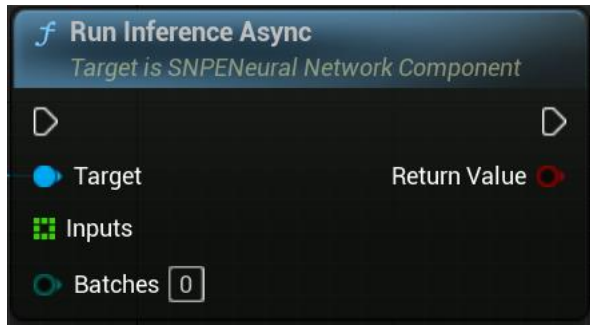 f Run Inference Async
Target is SNPENeural Network Component
Target Return Value
Inputs
Batches 0